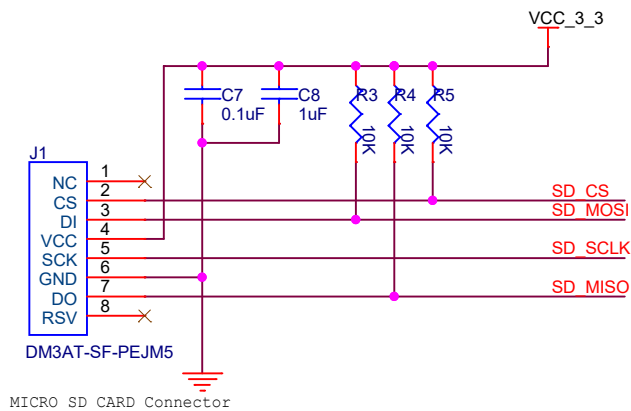 VCC_3_3
C7
0.1uF
C8
1uF
R3
10K
R4
10K
R5
10K
J1
NC 1
CS 2
DI 3
VCC 4
SCK 5
GND 6
DO 7
RSV 8
SD_CS
SD_MOSI
SD_SCLK
SD_MISO
DM3AT-SF-PEJM5
MICRO SD CARD Connector